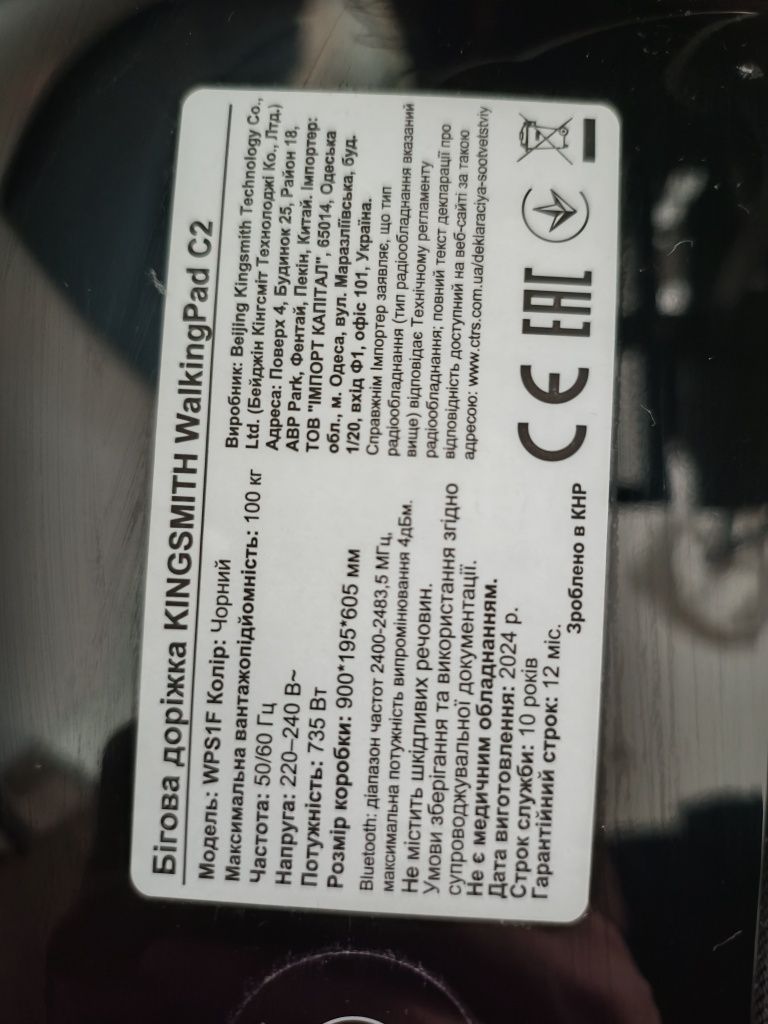 Бігова доріжка KINGSMITH WalkingPad C2
Модель: WPS1F Колір: Чорний
Максимальна вантажопідйомність: 100 кг
Частота: 50/60 Гц
Напруга: 220–240 В~
Потужність: 735 Вт
Розмір коробки: 900*195*605 мм
Bluetooth: діапазон частот 2400-2483,5 МГц,
максимальна потужність випромінювання 4дБм.
Не містить шкідливих речовин.
Умови зберігання та використання згідно
супроводжувальної документації.
Не є медичним обладнанням.
Дата виготовлення: 2024 р.
Строк служби: 10 років
Гарантійний строк: 12 міс.
Зроблено в КНР
Виробник: Beijing Kingsmith Technology Co.,
Ltd. (Бейджін Кінгсміт Технолоджі Ко., Лтд.)
Адреса: Поверх 4, Будинок 25, Район 18,
ABP Park, Фентай, Пекін, Китай. Імпортер:
ТОВ "ІМПОРТ КАПІТАЛ", 65014, Одеська
обл., м. Одеса, вул. Маразліївська, буд.
1/20, вхід Ф1, офіс 101, Україна.
Справжнім Імпортер заявляє, що тип
радіообладнання (тип радіообладнання вказаний
вище) відповідає Технічному регламенту
радіообладнання; повний текст декларації про
відповідність доступний на веб-сайті за такою
адресою: www.ctrs.com.ua/deklaraciya-sootvetstviy
CE EAC